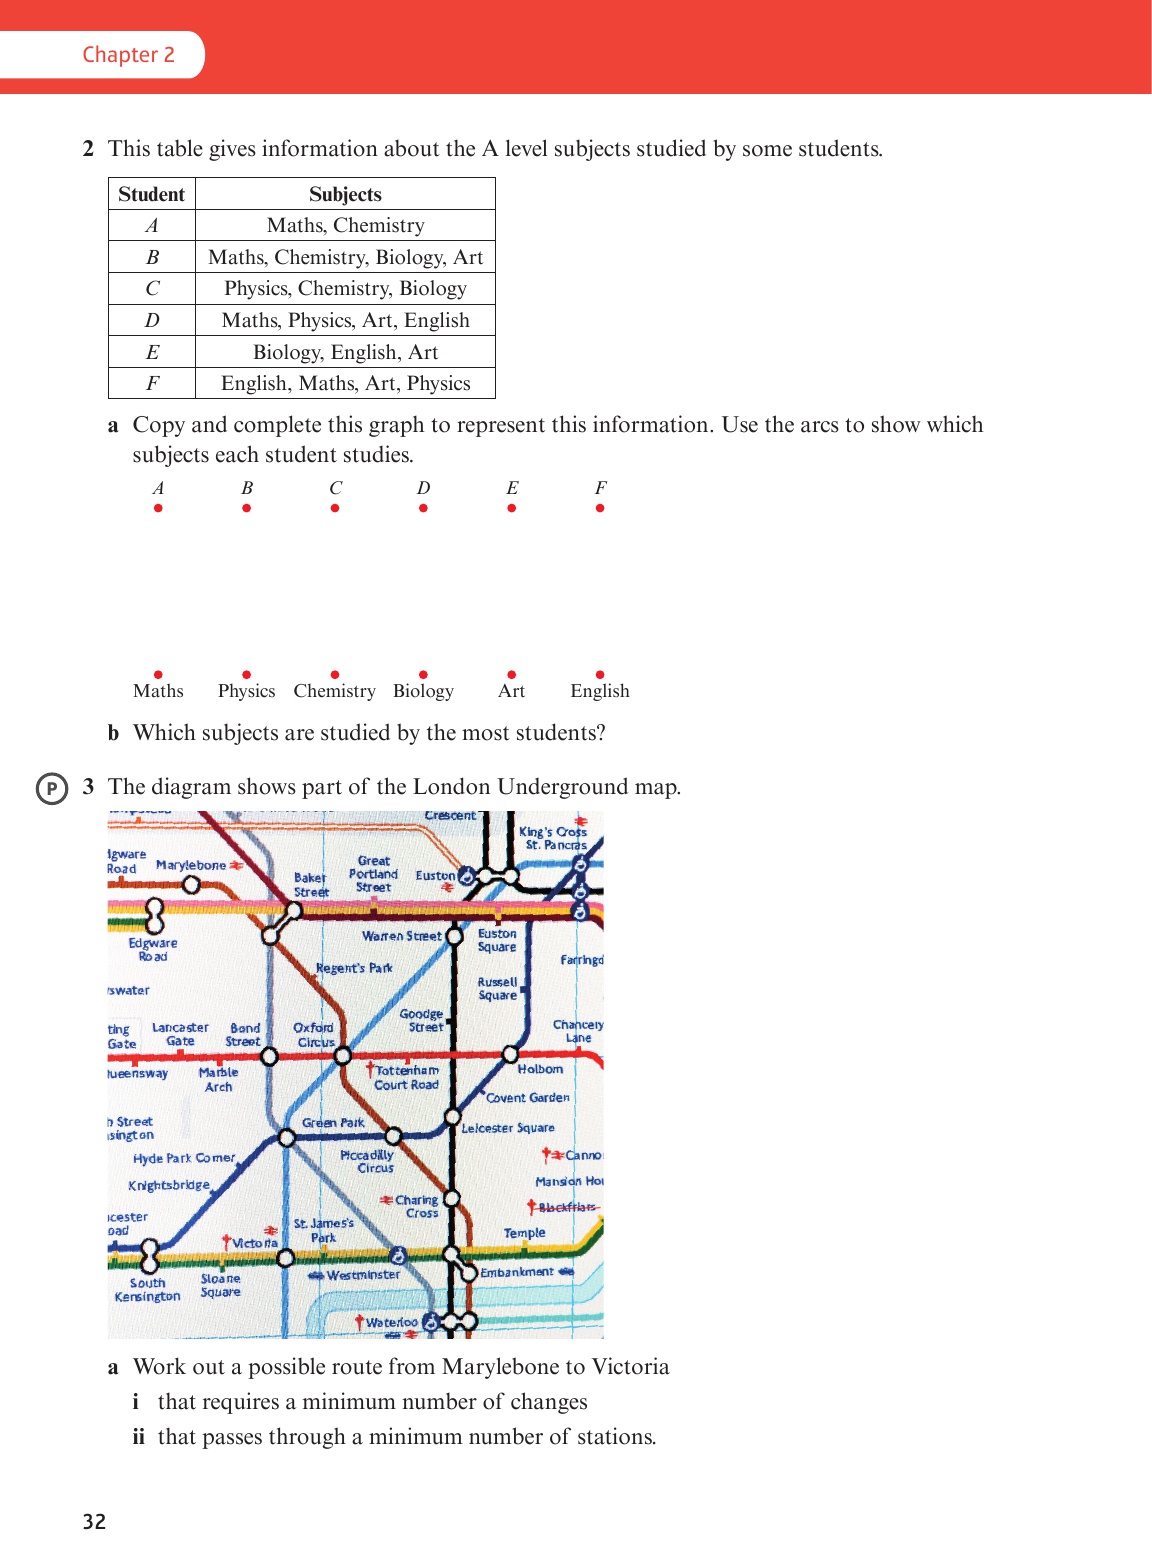 Chapter 2
2 This table gives information about the A level subjects studied by some students.
Student Subjects
A Maths, Chemistry
B Maths, Chemistry, Biology, Art
C Physics, Chemistry, Biology
D Maths, Physics, Art, English
E Biology, English, Art
F English, Maths, Art, Physics
a Copy and complete this graph to represent this information. Use the arcs to show which
subjects each student studies.
A B C D E F
Maths Physics Chemistry Biology Art English
b Which subjects are studied by the most students?
P 3 The diagram shows part of the London Underground map.
Crescent
King's Cross
St. Pancras
dgware
Road
Marylebone
Great
Portland
Street
Euston
Baker
Street
Edgware
Road
Warren Street
Euston
Square
Farringd
Regent's Park
Russell
Square
swater
Goodge
Street
ting
Gate
Lancaster
Gate
Bond
Street
Oxford
Circus
Chancery
Lane
ueensway
Marble
Arch
Tottenham
Court Road
Holborn
Covent Garden
h Street
sington
Green Park
Leicester Square
Hyde Park Corner
Piccadilly
Circus
Canno
Knightsbridge
Mansion Hou
Charing
Cross
Blackfriars
cester
oad
Victoria
St. James's
Park
Temple
South
Kensington
Sloane
Square
Westminster
Embankment
Waterloo
a Work out a possible route from Marylebone to Victoria
i that requires a minimum number of changes
ii that passes through a minimum number of stations.
32